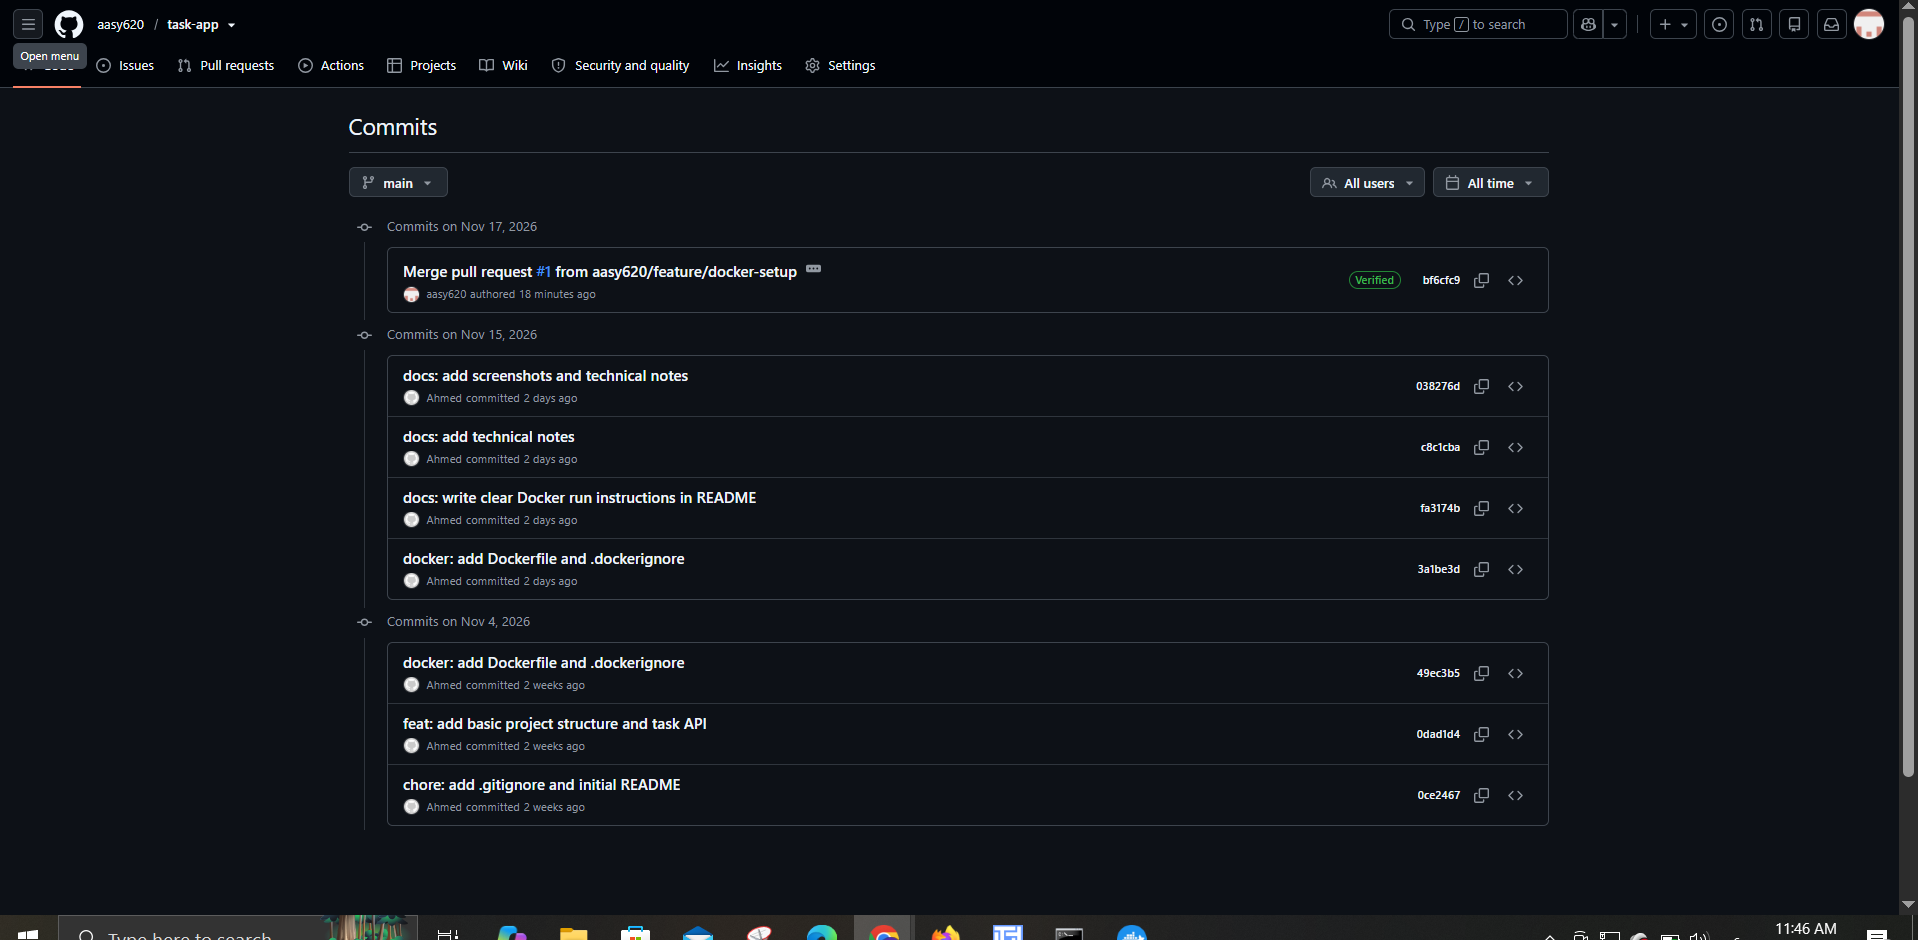 aasy620 / task-app
Type / to search
Open menu
Issues
Pull requests
Actions
Projects
Wiki
Security and quality
Insights
Settings
Commits
main
All users
All time
Commits on Nov 17, 2026
Merge pull request #1 from aasy620/feature/docker-setup
aasy620 authored 18 minutes ago
Verified
bf6cfc9
Commits on Nov 15, 2026
docs: add screenshots and technical notes
Ahmed committed 2 days ago
038276d
docs: add technical notes
Ahmed committed 2 days ago
c8c1cba
docs: write clear Docker run instructions in README
Ahmed committed 2 days ago
fa3174b
docker: add Dockerfile and .dockerignore
Ahmed committed 2 days ago
3a1be3d
Commits on Nov 4, 2026
docker: add Dockerfile and .dockerignore
Ahmed committed 2 weeks ago
49ec3b5
feat: add basic project structure and task API
Ahmed committed 2 weeks ago
0dad1d4
chore: add .gitignore and initial README
Ahmed committed 2 weeks ago
0ce2467
Type here to search
11:46 AM